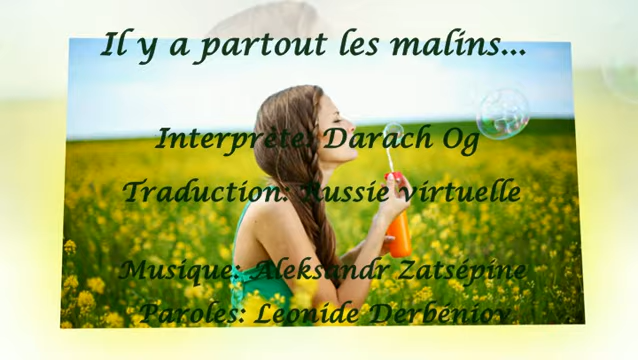 Il y a partout les malins...
Interprète: Darach Og
Traduction: Russie virtuelle
Musique: Aleksandr Zatsépine
Paroles: Leonide Derbéniov